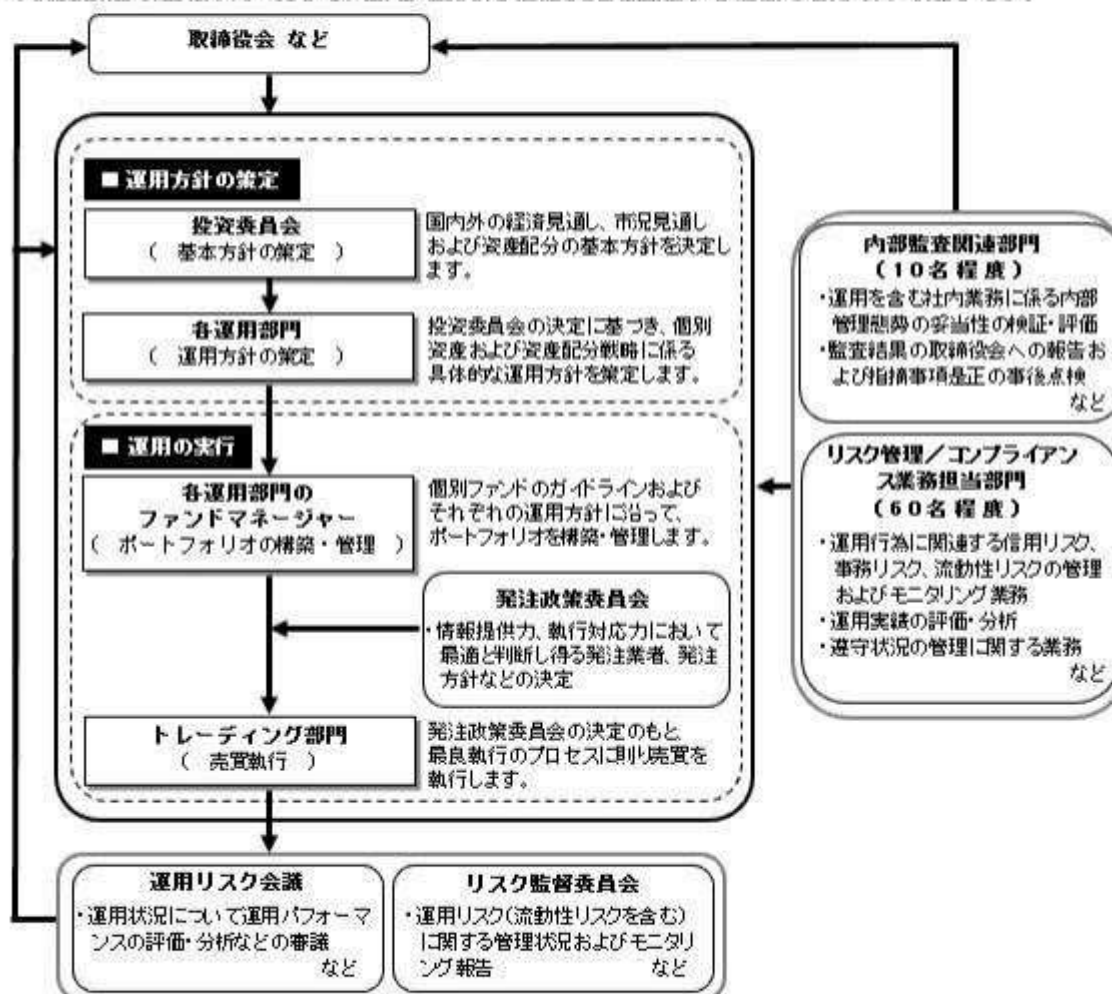 取締役会 など
■ 運用方針の策定
投資委員会
( 基本方針の策定 )
国内外の経済見通し、市況見通し
および資産配分の基本方針を決定し
ます。
各運用部門
( 運用方針の策定 )
投資委員会の決定に基づき、個別
資産および資産配分戦略に係る
具体的な運用方針を策定します。
■ 運用の実行
各運用部門の
ファンドマネージャー
( ポートフォリオの構築・管理 )
個別ファンドのガイドラインおよび
それぞれの運用方針に沿って、
ポートフォリオを構築・管理します。
発注政策委員会
・情報提供力、執行対応力において
最適と判断し得る発注業者、発注
方針などの決定
トレーディング部門
( 売買執行 )
発注政策委員会の決定のもと
最良執行のプロセスに則り売買を
執行します。
運用リスク会議
・運用状況について運用パフォーマ
ンスの評価・分析などの審議
など
リスク監督委員会
・運用リスク(流動性リスクを含む)
に関する管理状況およびモニタリ
ング報告
など
内部監査関連部門
(10名程度)
・運用を含む社内業務に係る内部
管理態勢の妥当性の検証・評価
・監査結果の取締役会への報告お
よび指摘事項是正の事後点検
など
リスク管理/コンプライアン
ス業務担当部門
(60名程度)
・運用行為に関連する信用リスク、
事務リスク、流動性リスクの管理
およびモニタリング業務
・運用実績の評価・分析
・遵守状況の管理に関する業務
など